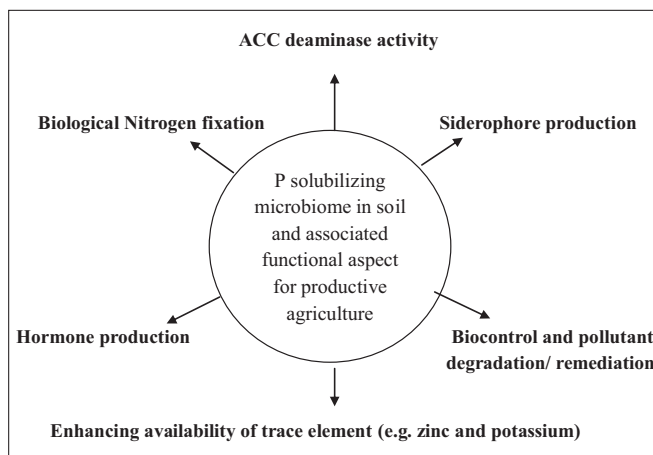 ACC deaminase activity
Biological Nitrogen fixation
Siderophore production
P solubilizing
microbiome in soil
and associated
functional aspect
for productive
agriculture
Hormone production
Biocontrol and pollutant
degradation/ remediation
Enhancing availability of trace element (e.g. zinc and potassium)